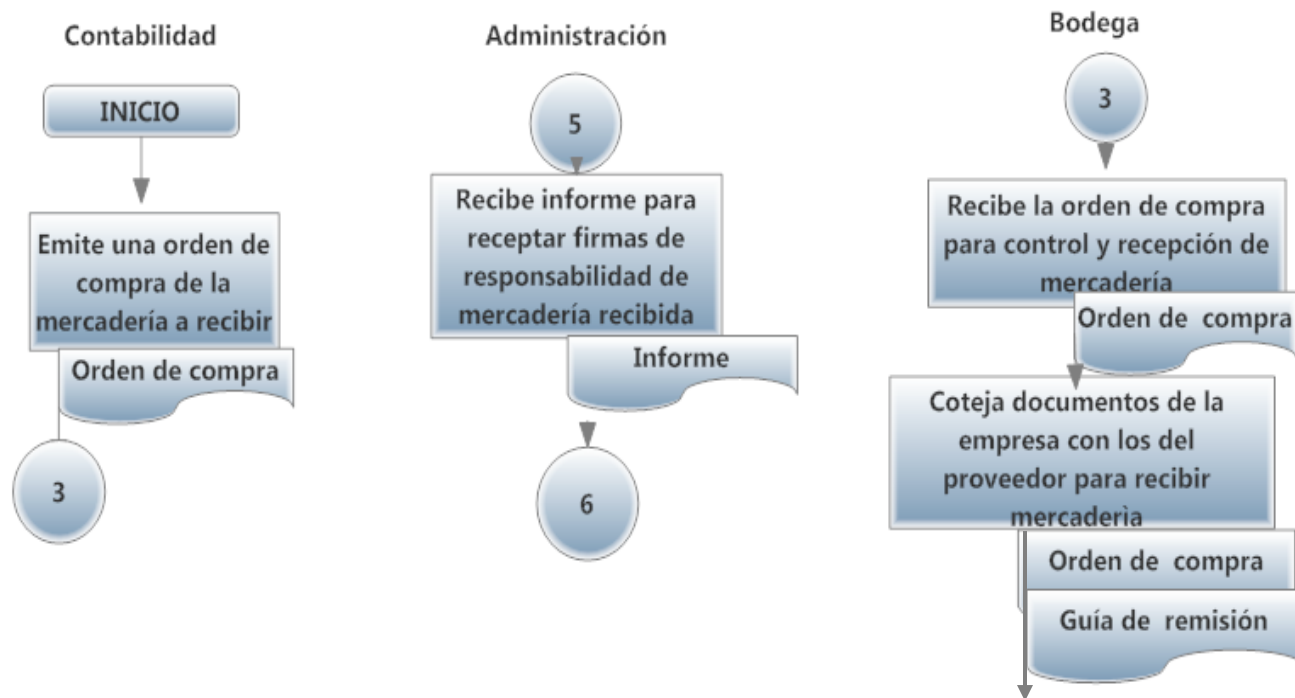 Contabilidad
INICIO
Emite una orden de
compra de la
mercadería a recibir
Orden de compra
3
Administración
5
Recibe informe para
receptar firmas de
responsabilidad de
mercadería recibida
Informe
6
Bodega
3
Recibe la orden de compra
para control y recepción de
mercadería
Orden de compra
Coteja documentos de la
empresa con los del
proveedor para recibir
mercaderìa
Orden de compra
Guía de remisión